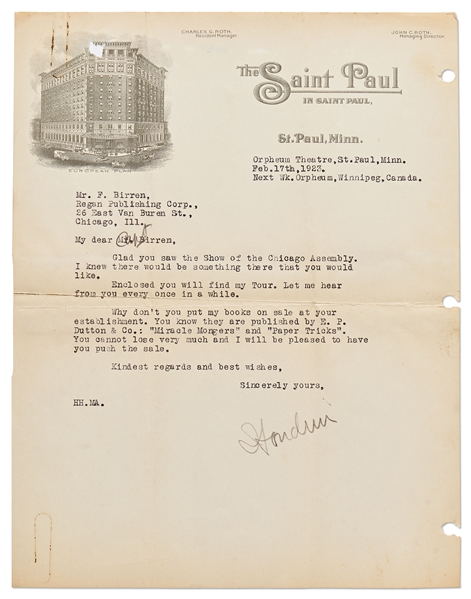 CHARLES G. ROTH,
Resident Manager
JOHN C. ROTH,
Managing Director.
The Saint Paul
IN SAINT PAUL,
St. Paul, Minn.
EUROPEAN PLAN
Orpheum Theatre, St. Paul, Minn.
Feb. 17th, 1923.
Next Wk. Orpheum, Winnipeg, Canada.
Mr. F. Birren,
Regan Publishing Corp.,
26 East Van Buren St.,
Chicago, Ill.
My dear Birren,
Glad you saw the Show of the Chicago Assembly.
I knew there would be something there that you would
like.
Enclosed you will find my Tour. Let me hear
from you every once in a while.
Why don't you put my books on sale at your
establishment. You know they are published by E. P.
Dutton & Co.: "Miracle Mongers" and "Paper Tricks".
You cannot lose very much and I will be pleased to have
you push the sale.
Kindest regards and best wishes,
Sincerely yours,
HH.MA.
Houdini